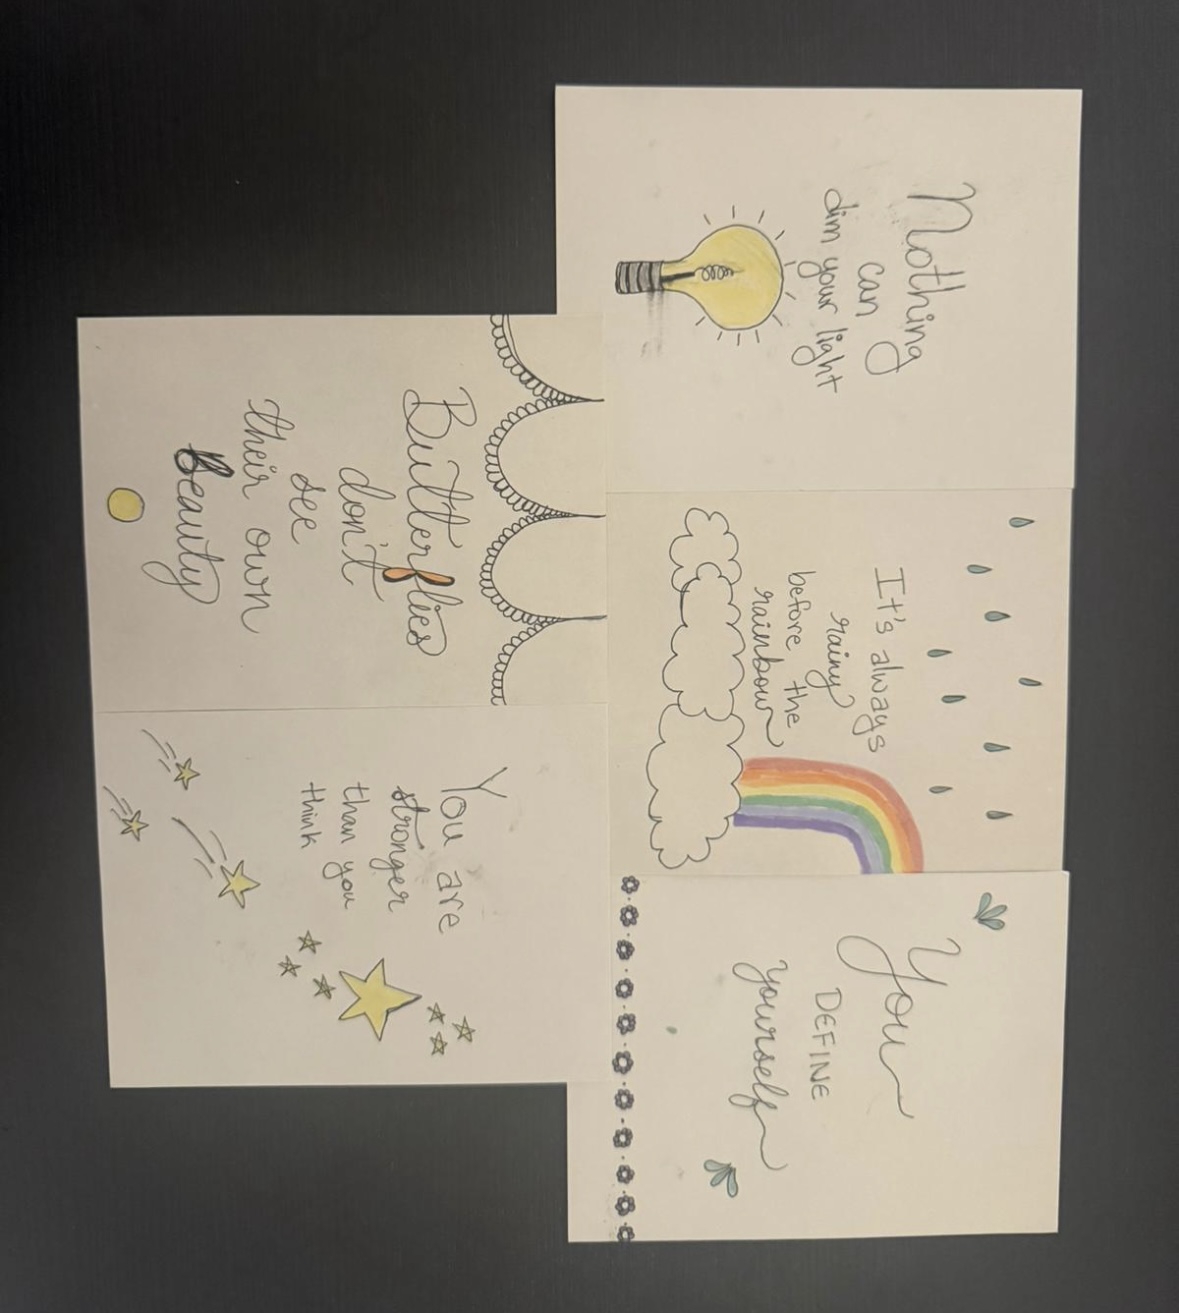 Nothing
can
dim your light
It's always
rainy
before the
rainbow
You
DEFINE
yourself
Butterflies
don't
see
their own
Beauty
You are
stronger
than you
think